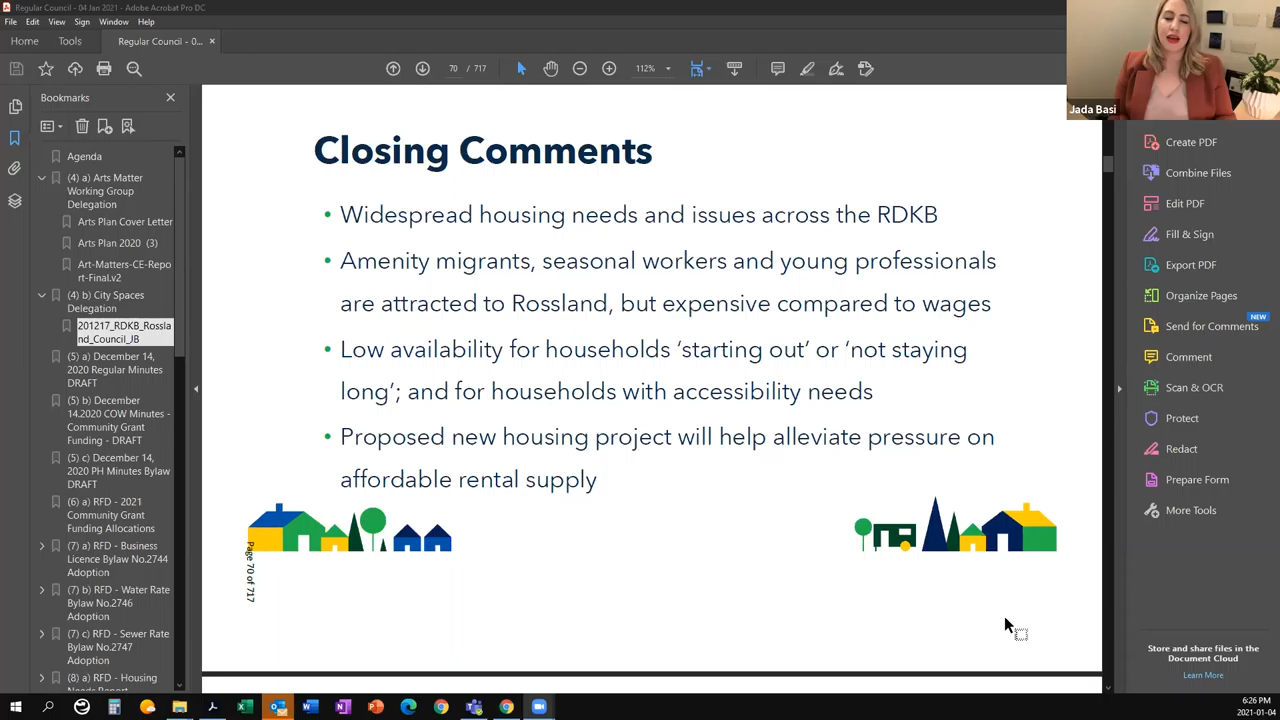 Regular Council - 04 Jan 2021 - Adobe Acrobat Pro DC
File Edit View Sign Window Help
Home Tools Regular Council - 0... ×
70 / 717 112%
Bookmarks
Agenda
(4) a) Arts Matter
Working Group
Delegation
Arts Plan Cover Letter
Arts Plan 2020 (3)
Art-Matters-CE-Repo
rt-Final.v2
(4) b) City Spaces
Delegation
201217_RDKB_Rossla
nd_Council_JB
(5) a) December 14,
2020 Regular Minutes
DRAFT
(5) b) December
14.2020 COW Minutes -
Community Grant
Funding - DRAFT
(5) c) December 14,
2020 PH Minutes Bylaw
DRAFT
(6) a) RFD - 2021
Community Grant
Funding Allocations
(7) a) RFD - Business
Licence Bylaw No.2744
Adoption
(7) b) RFD - Water Rate
Bylaw No.2746
Adoption
(7) c) RFD - Sewer Rate
Bylaw No.2747
Adoption
(8) a) RFD - Housing
Needs Report
Closing Comments
• Widespread housing needs and issues across the RDKB
• Amenity migrants, seasonal workers and young professionals
are attracted to Rossland, but expensive compared to wages
• Low availability for households ‘starting out’ or ‘not staying
long’; and for households with accessibility needs
• Proposed new housing project will help alleviate pressure on
affordable rental supply
Page 70 of 717
Jada Basi
Create PDF
Combine Files
Edit PDF
Fill & Sign
Export PDF
Organize Pages
NEW
Send for Comments
Comment
Scan & OCR
Protect
Redact
Prepare Form
More Tools
Store and share files in the
Document Cloud
Learn More
6:26 PM
2021-01-04